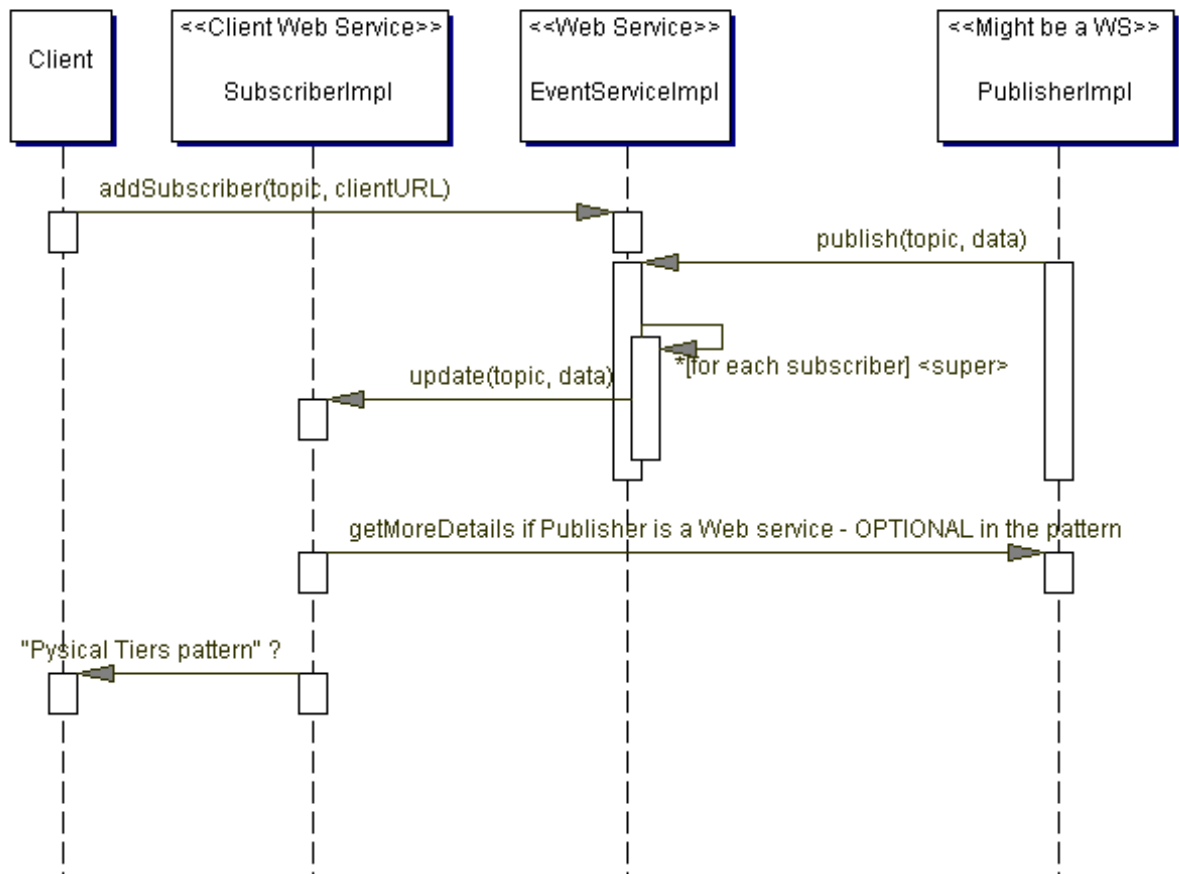 Client
<<Client Web Service>>
SubscriberImpl
<<Web Service>>
EventServiceImpl
<<Might be a WS>>
PublisherImpl
addSubscriber(topic, clientURL)
publish(topic, data)
*[for each subscriber] <super>
update(topic, data)
getMoreDetails if Publisher is a Web service - OPTIONAL in the pattern
"Pysical Tiers pattern" ?